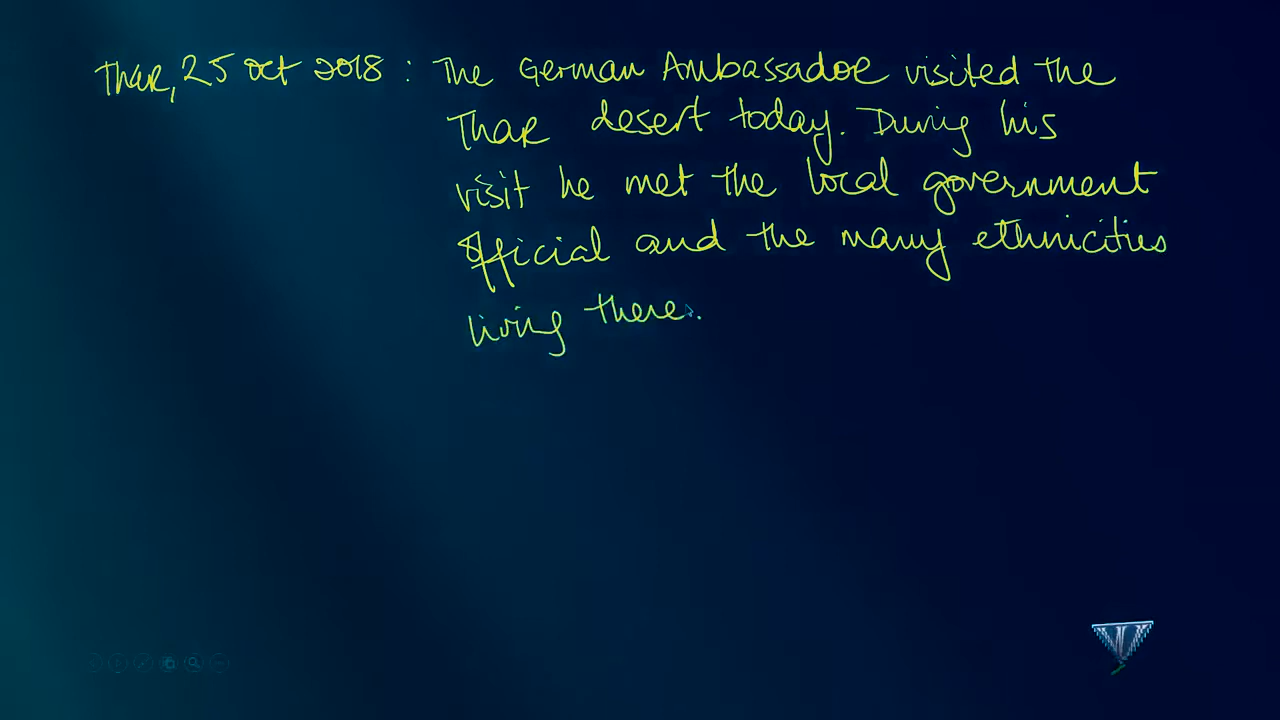 Thar, 25 Oct 2018 : The German Ambassador visited the
Thar desert today. During his
visit he met the local government
official and the many ethnicities
living there.